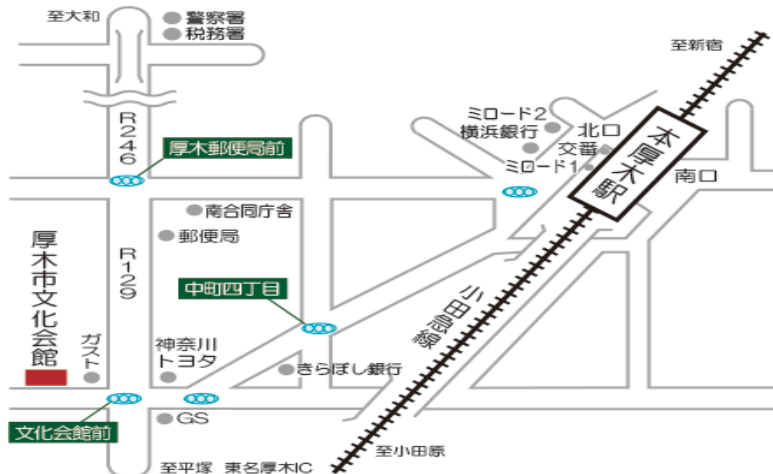 至大和
警察署
税務署
至新宿
R246
厚木郵便局前
ミロード2
横浜銀行
北口
交番
ミロード1
本厚木駅
南口
南合同庁舎
郵便局
厚木市文化会館
R129
中町四丁目
小田急線
ガスト
神奈川
トヨタ
きらぼし銀行
GS
文化会館前
至小田原
至平塚 東名厚木IC